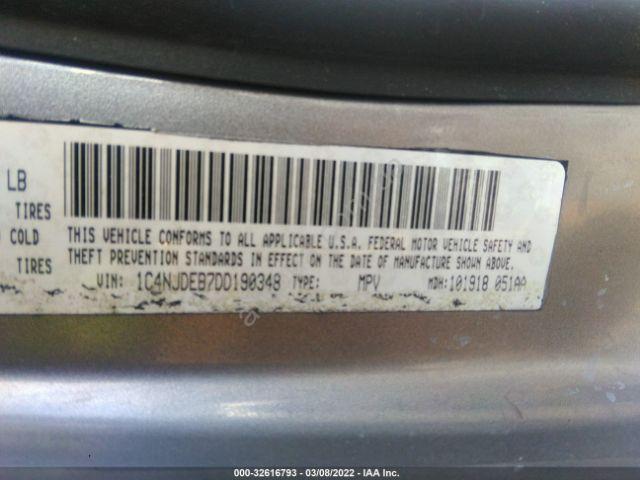 LB
TIRES
COLD
TIRES
THIS VEHICLE CONFORMS TO ALL APPLICABLE U.S.A. FEDERAL MOTOR VEHICLE SAFETY AND
THEFT PREVENTION STANDARDS IN EFFECT ON THE DATE OF MANUFACTURE SHOWN ABOVE.
VIN: 1C4NJDEB7DD190348 TYPE: MPV MDH:101918 051AA
000-32616793 - 03/08/2022 - IAA Inc.